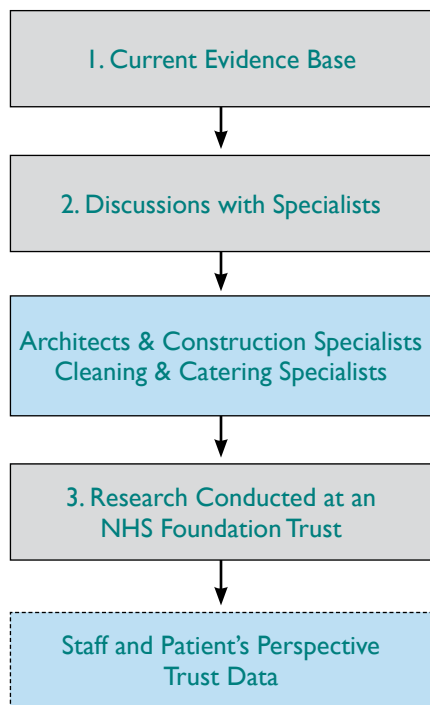 1. Current Evidence Base
2. Discussions with Specialists
Architects & Construction Specialists
Cleaning & Catering Specialists
3. Research Conducted at an
NHS Foundation Trust
Staff and Patient's Perspective
Trust Data